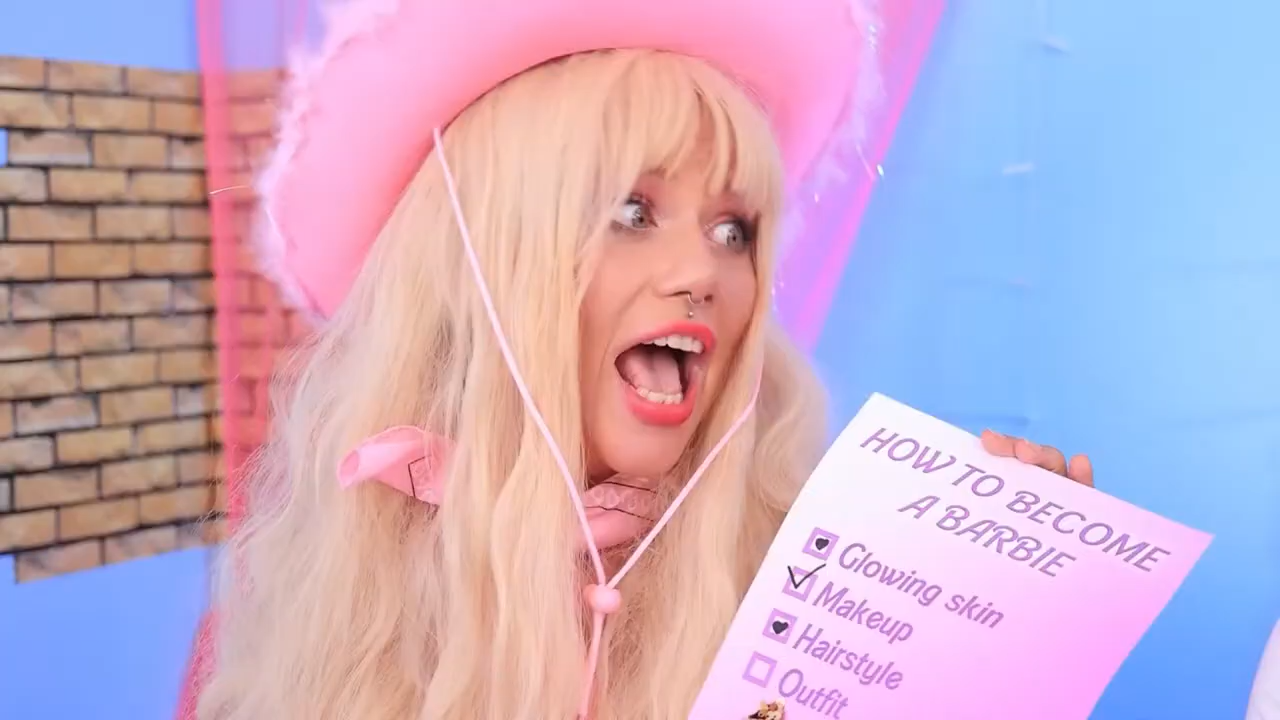 HOW TO BECOME
A BARBIE
Glowing skin
Makeup
Hairstyle
Outfit